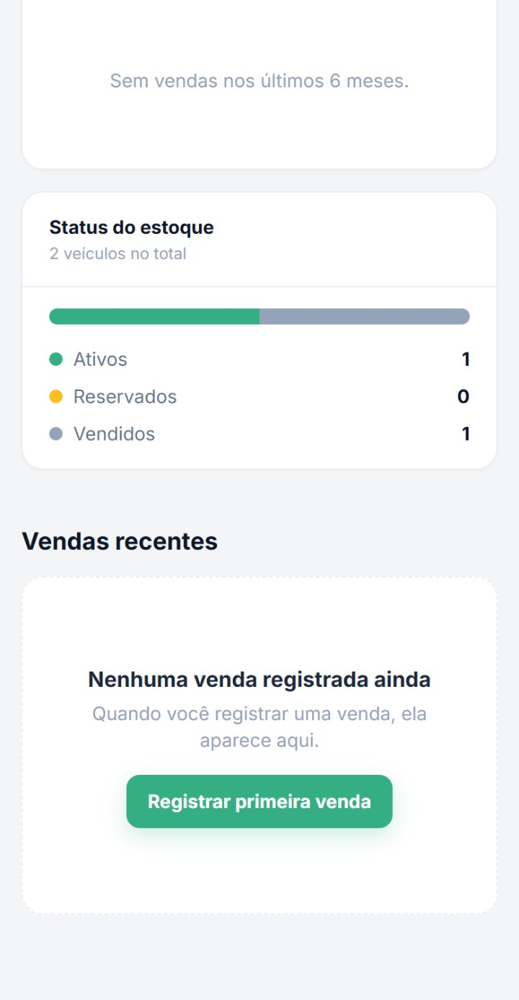 Sem vendas nos últimos 6 meses.
Status do estoque
2 veículos no total
Ativos 1
Reservados 0
Vendidos 1
Vendas recentes
Nenhuma venda registrada ainda
Quando você registrar uma venda, ela
aparece aqui.
Registrar primeira venda